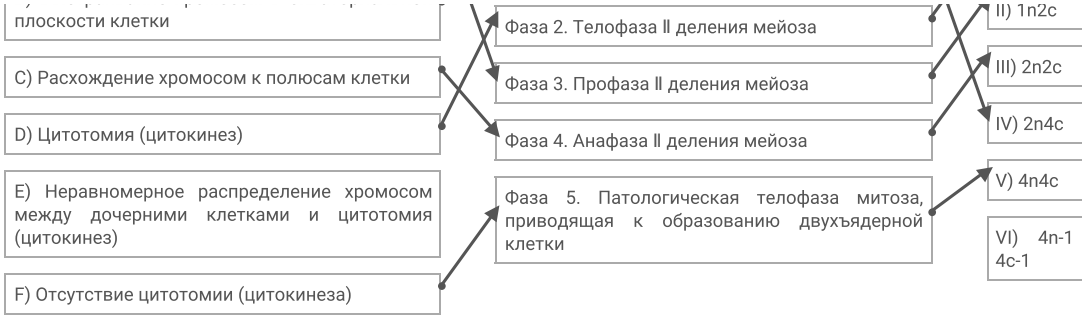 плоскости клетки
C) Расхождение хромосом к полюсам клетки
D) Цитотомия (цитокинез)
E) Неравномерное распределение хромосом
между дочерними клетками и цитотомия
(цитокинез)
F) Отсутствие цитотомии (цитокинеза)
Фаза 2. Телофаза II деления мейоза
Фаза 3. Профаза II деления мейоза
Фаза 4. Анафаза II деления мейоза
Фаза 5. Патологическая телофаза митоза,
приводящая к образованию двухъядерной
клетки
II) 1n2c
III) 2n2c
IV) 2n4c
V) 4n4c
VI) 4n-1
4c-1